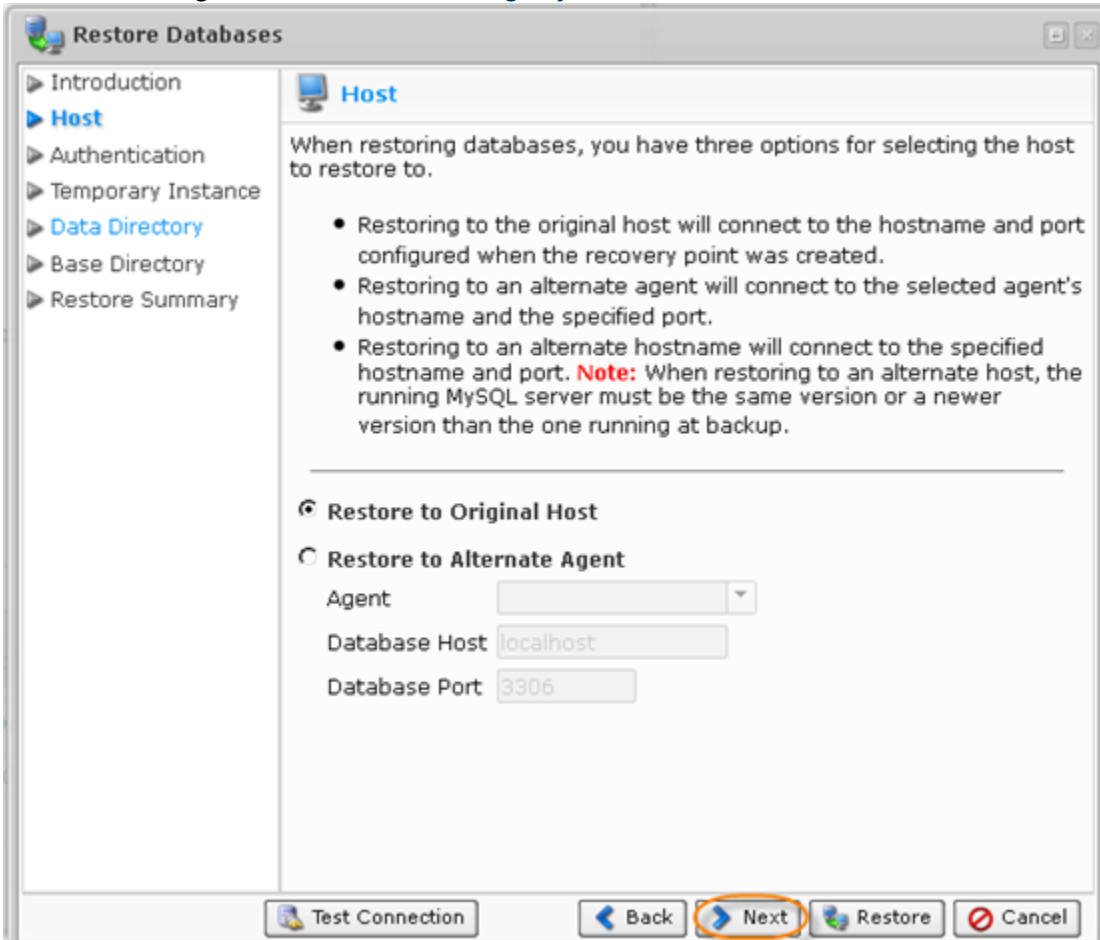 Restore Databases
Introduction
Host
Authentication
Temporary Instance
Data Directory
Base Directory
Restore Summary
Host
When restoring databases, you have three options for selecting the host
to restore to.
Restoring to the original host will connect to the hostname and port
configured when the recovery point was created.
Restoring to an alternate agent will connect to the selected agent's
hostname and the specified port.
Restoring to an alternate hostname will connect to the specified
hostname and port. Note: When restoring to an alternate host, the
running MySQL server must be the same version or a newer
version than the one running at backup.
Restore to Original Host
Restore to Alternate Agent
Agent
Database Host localhost
Database Port 3306
Test Connection Back Next Restore Cancel